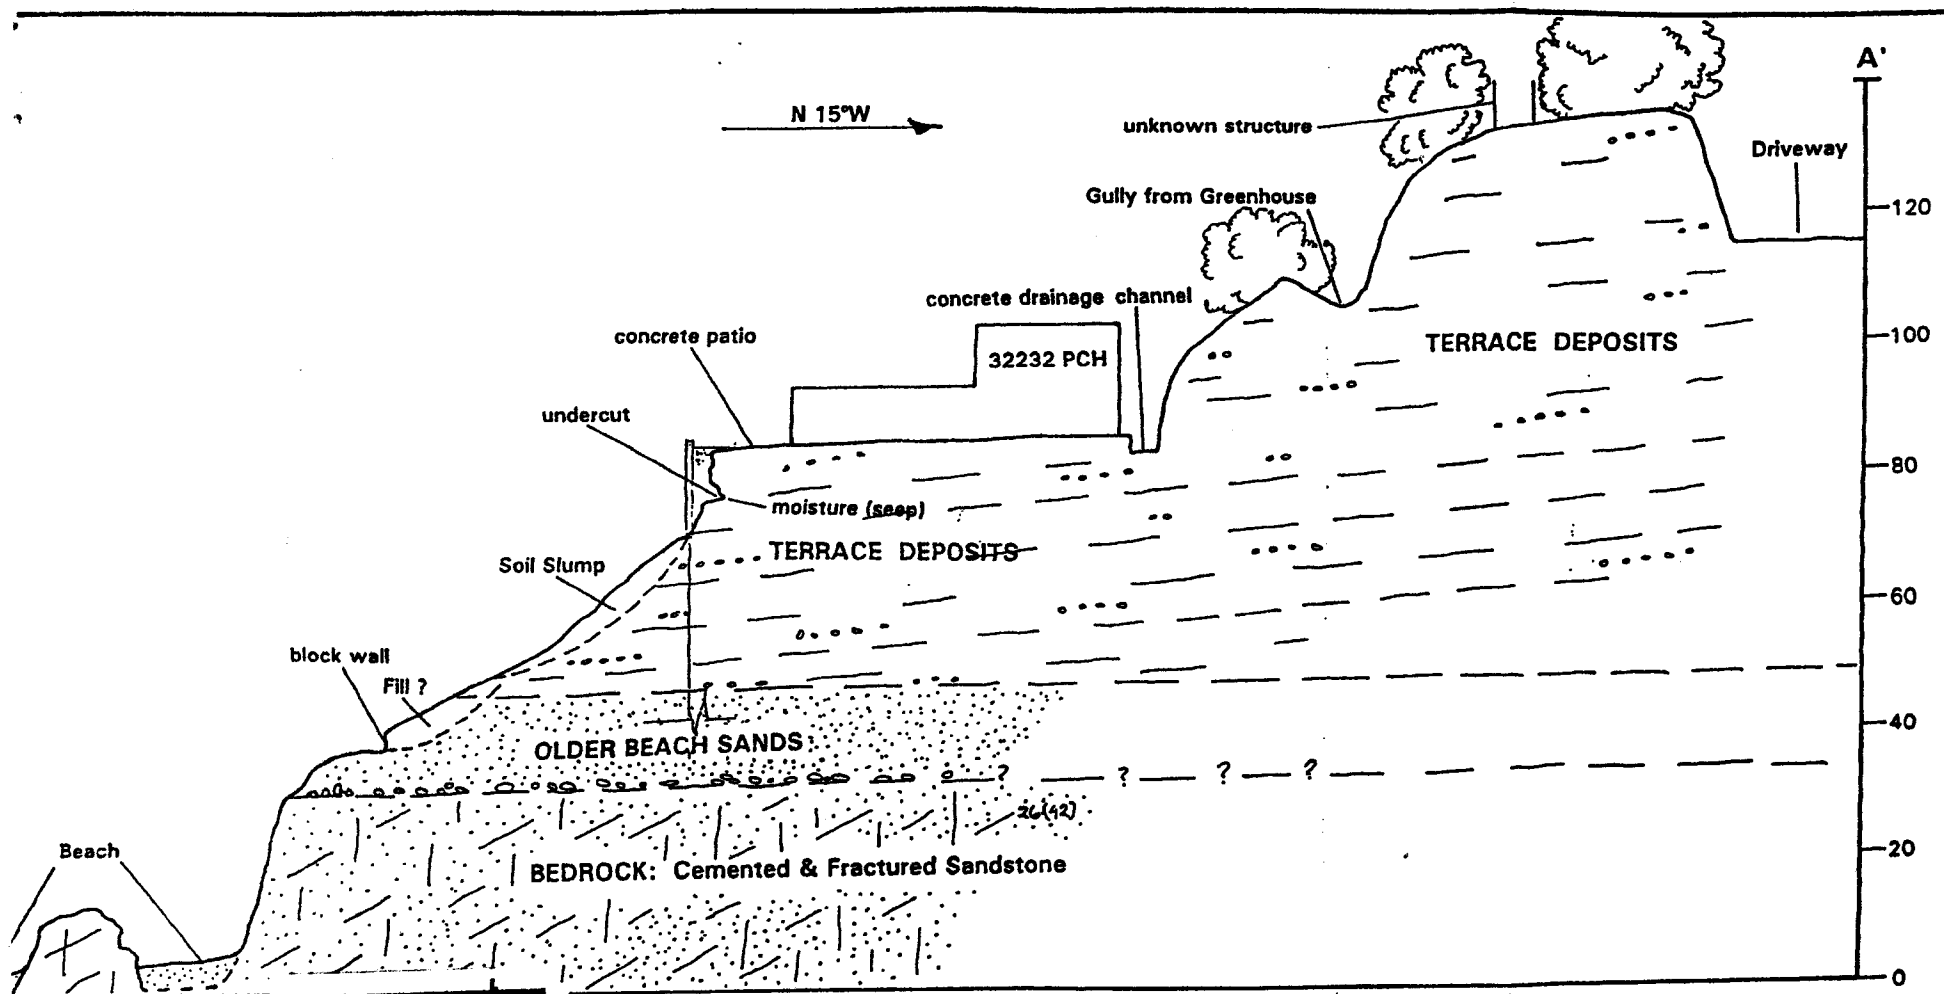 A'
N 15°W
unknown structure
Driveway
Gully from Greenhouse
120
concrete drainage channel
concrete patio
100
TERRACE DEPOSITS
32232 PCH
undercut
80
moisture (seep)
TERRACE DEPOSITS
Soil Slump
60
block wall
Fill ?
40
OLDER BEACH SANDS
? ? ? ?
26(42)
Beach
20
BEDROCK: Cemented & Fractured Sandstone
0